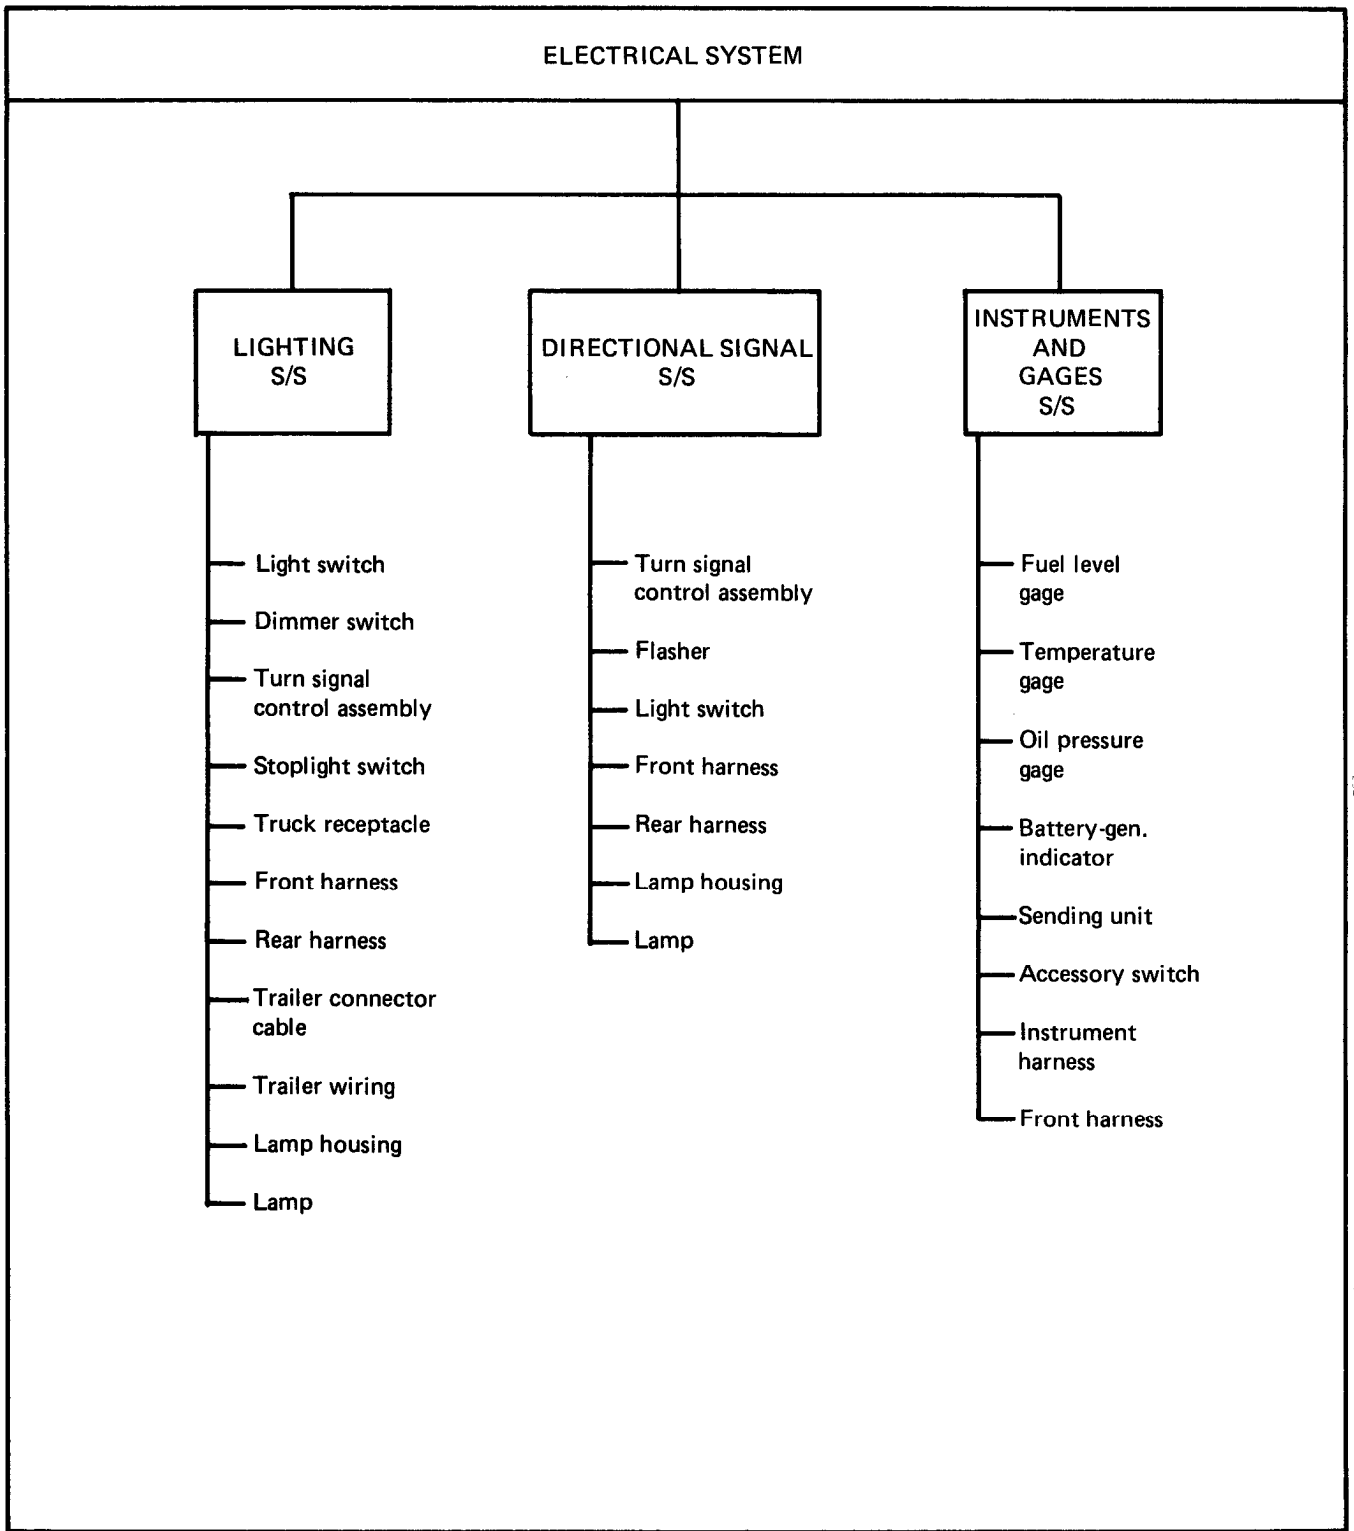 ELECTRICAL SYSTEM
LIGHTING
S/S
Light switch
Dimmer switch
Turn signal
control assembly
Stoplight switch
Truck receptacle
Front harness
Rear harness
Trailer connector
cable
Trailer wiring
Lamp housing
Lamp
DIRECTIONAL SIGNAL
S/S
Turn signal
control assembly
Flasher
Light switch
Front harness
Rear harness
Lamp housing
Lamp
INSTRUMENTS
AND
GAGES
S/S
Fuel level
gage
Temperature
gage
Oil pressure
gage
Battery-gen.
indicator
Sending unit
Accessory switch
Instrument
harness
Front harness